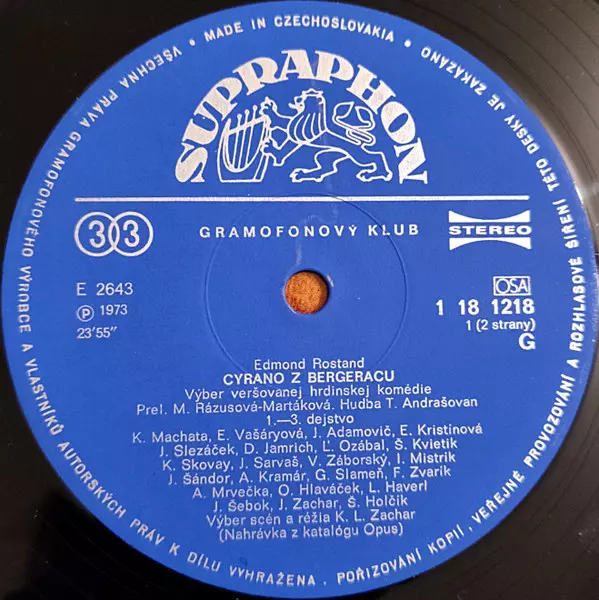 VŠECHNA PRÁVA GRAMOFONOVÉHO VÝROBCE A VLASTNÍKŮ AUTORSKÝCH PRÁV K DÍLU VYHRAŽENA. POŘIZOVÁNÍ KOPIÍ, VEŘEJNÉ PROVOZOVÁNÍ A ROZHLASOVÉ ŠÍŘENÍ TÉTO DESKY JE ZAKÁZÁNO • MADE IN CZECHOSLOVAKIA •
SUPRAPHON
33
GRAMOFONOVÝ KLUB
STEREO
E 2643
Ⓟ 1973
23′55″
OSA
1 18 1218
1 (2 strany)
G
Edmond Rostand
CYRANO Z BERGERACU
Výber veršovanej hrdinskej komédie
Prel. M. Rázusová-Martáková. Hudba T. Andrašovan
1.—3. dejstvo
K. Machata, E. Vašáryová, J. Adamovič, E. Kristinová
J. Slezáček, D. Jamrich, Ľ. Ozábal, Š. Kvietik
K. Skovay, J. Sarvaš, V. Záborský, I. Mistrik
J. Šándor, A. Kramár, G. Slameň, F. Zvarik
A. Mrvečka, O. Hlaváček, L. Haverl
J. Šebok, J. Zachar, Š. Holčik
Výber scén a réžia K. L. Zachar
(Nahrávka z katalógu Opus)